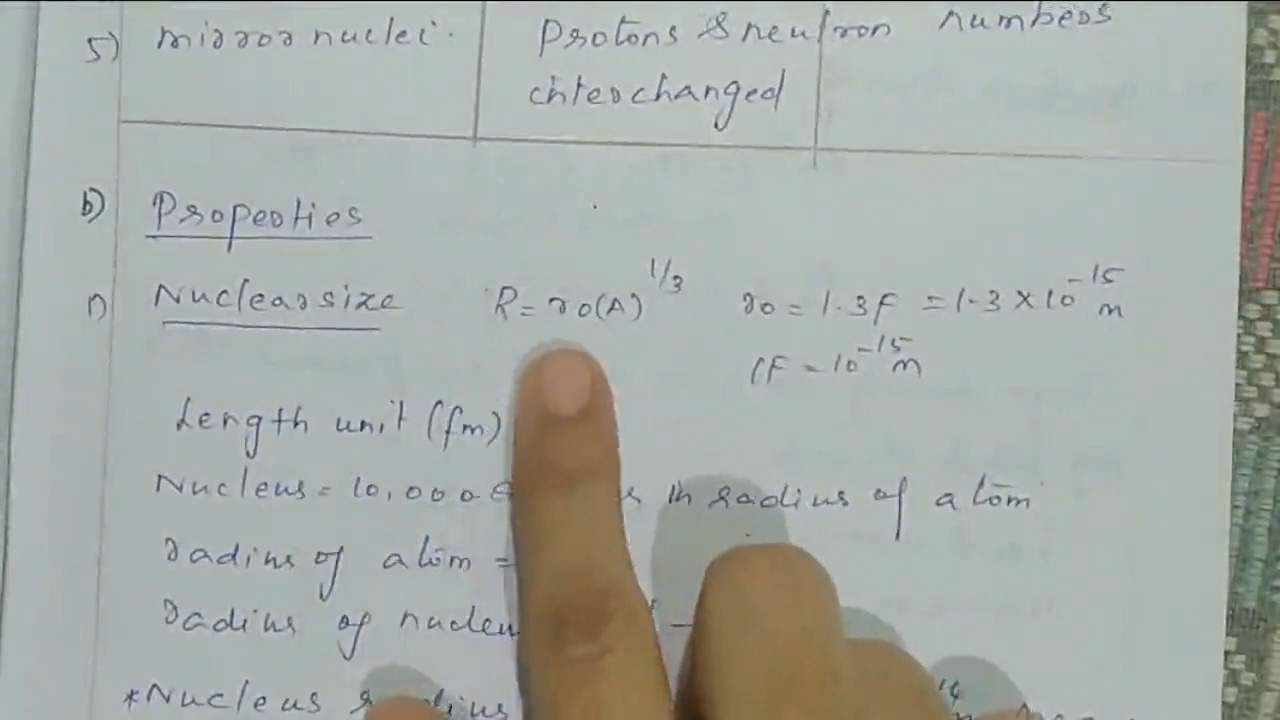 5) mirror nuclei. Protons & neutron numbers
interchanged
b) Properties
1) Nuclear size R = r0(A)^1/3 r0 = 1.3F = 1.3 × 10^-15 m
1F = 10^-15 m
Length unit (fm)
Nucleus = 10,000 in radius of atom
radius of atom =
radius of
*Nucleus